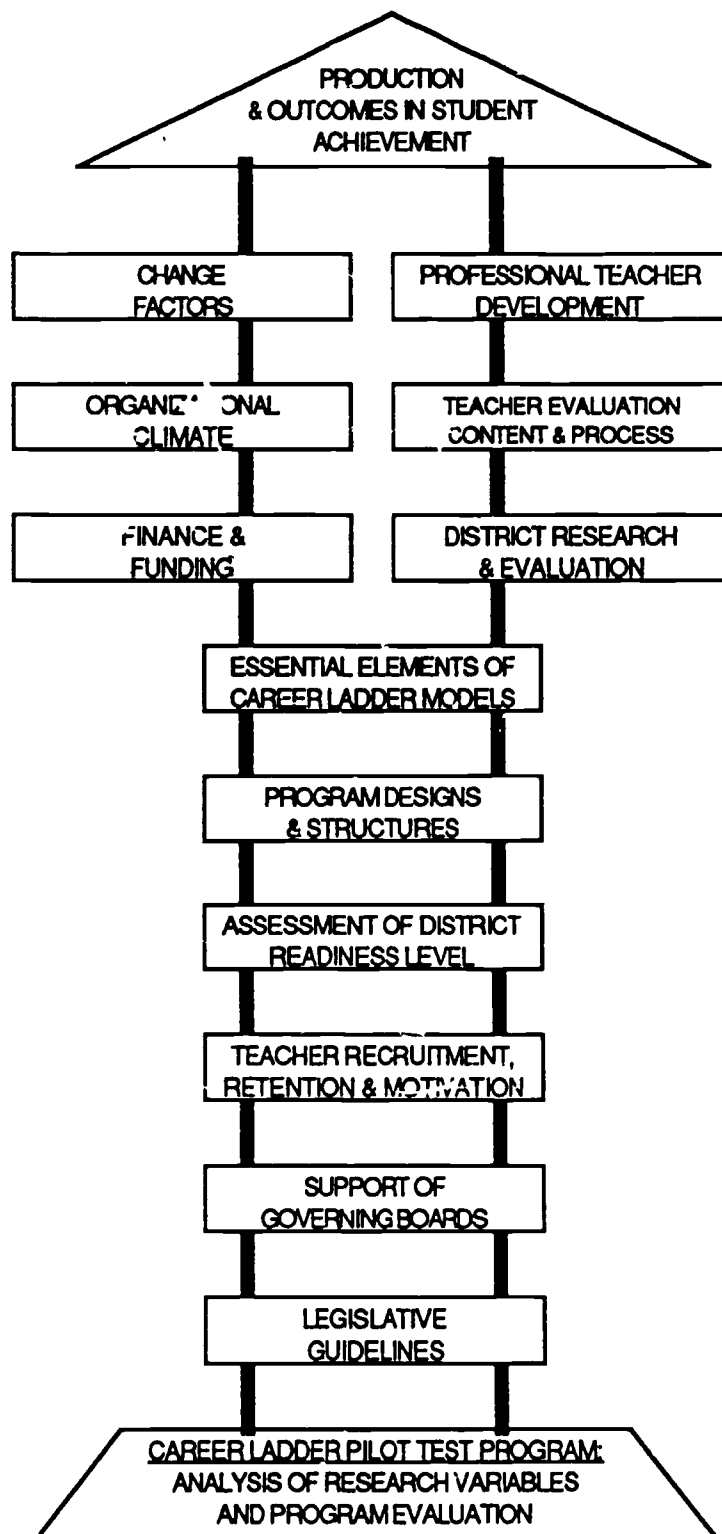 PRODUCTION
& OUTCOMES IN STUDENT
ACHIEVEMENT
CHANGE
FACTORS
PROFESSIONAL TEACHER
DEVELOPMENT
CLIMATE
TEACHER EVALUATION
CONTENT & PROCESS
FINANCE &
FUNDING
DISTRICT RESEARCH
& EVALUATION
ESSENTIAL ELEMENTS OF
CAREER LADDER MODELS
PROGRAM DESIGNS
& STRUCTURES
ASSESSMENT OF DISTRICT
READINESS LEVEL
TEACHER RECRUITMENT,
RETENTION & MOTIVATION
SUPPORT OF
GOVERNING BOARDS
LEGISLATIVE
GUIDELINES
CAREER LADDER PILOT TEST PROGRAM:
ANALYSIS OF RESEARCH VARIABLES
AND PROGRAM EVALUATION